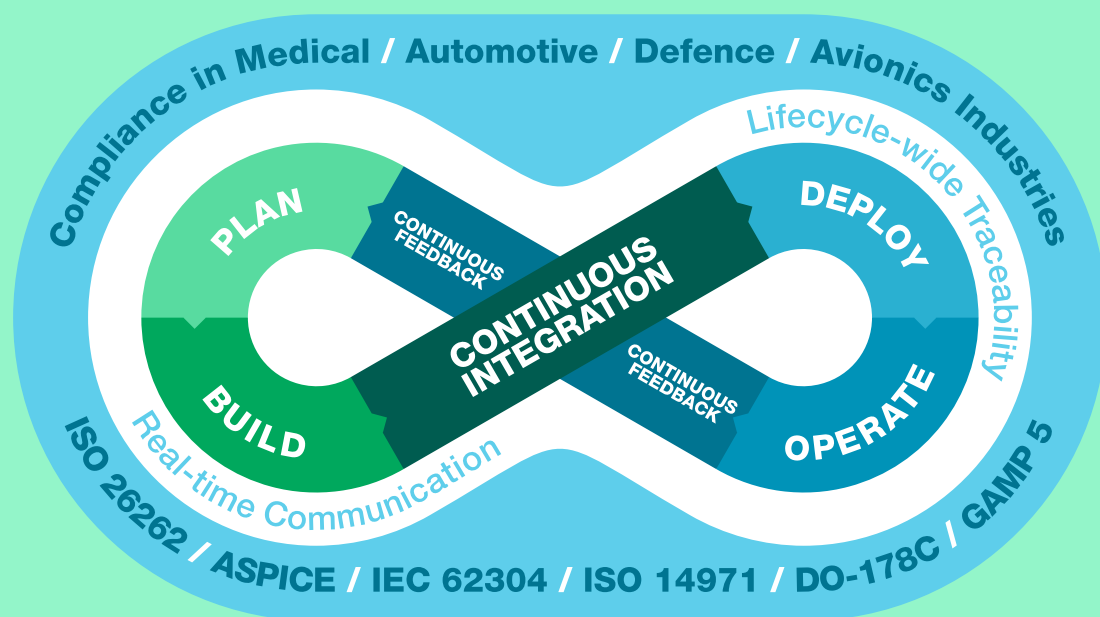 Compliance in Medical / Automotive / Defence / Avionics Industries
Lifecycle-wide Traceability
PLAN
CONTINUOUS
FEEDBACK
CONTINUOUS
INTEGRATION
DEPLOY
BUILD
CONTINUOUS
FEEDBACK
OPERATE
Real-time Communication
ISO 26262 / ASPICE / IEC 62304 / ISO 14971 / DO-178C / GAMP 5